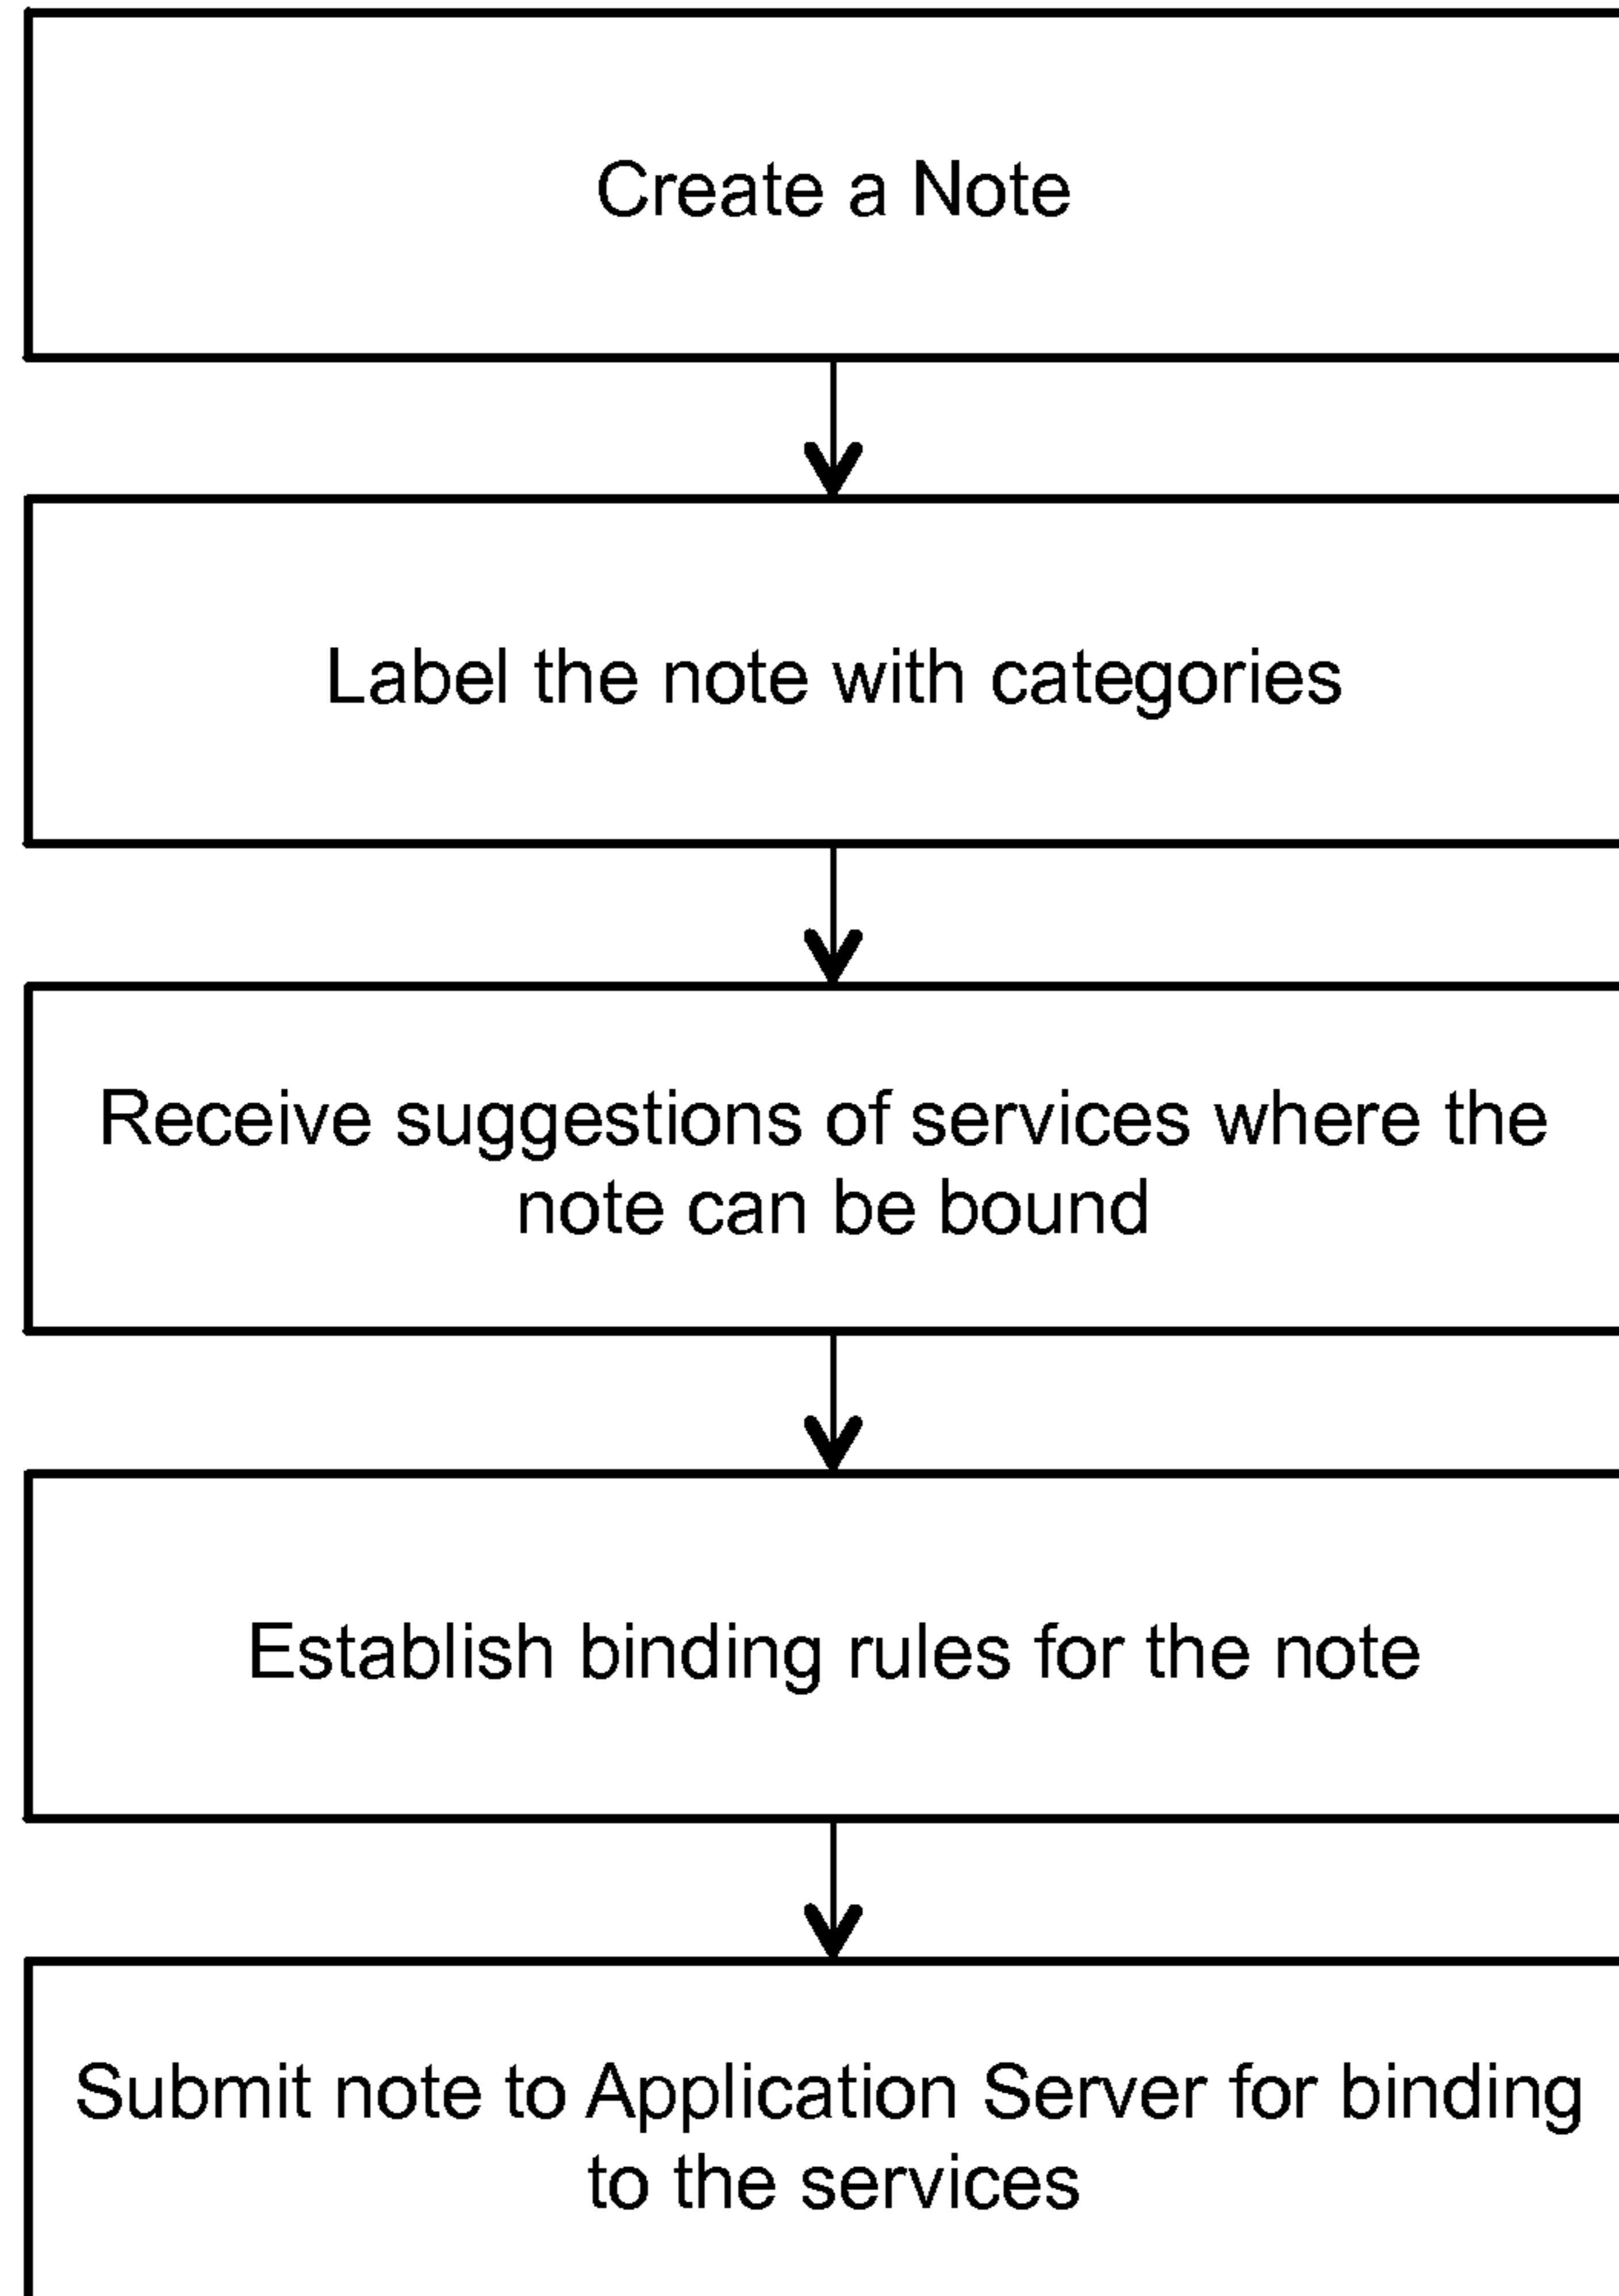 Create a Note
Label the note with categories
Receive suggestions of services where the
note can be bound
Establish binding rules for the note
Submit note to Application Server for binding
to the services